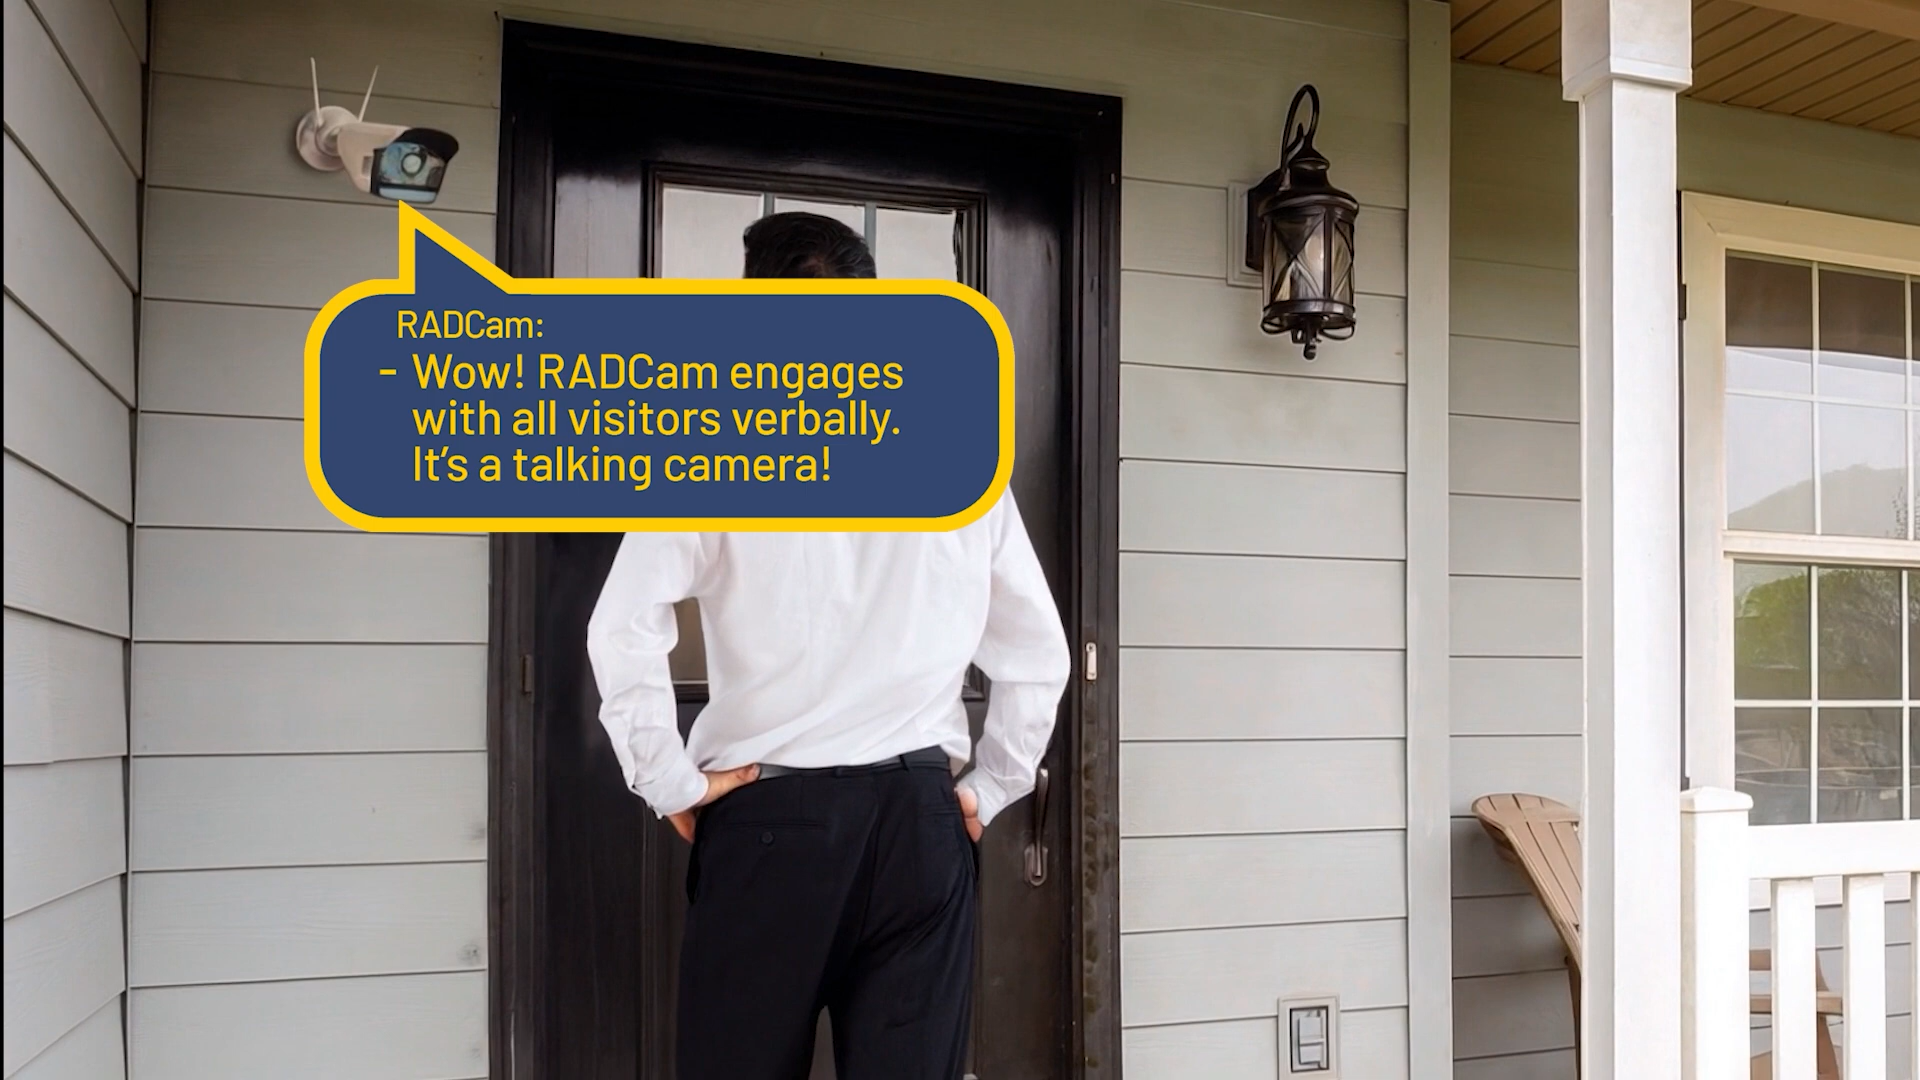 RADCam:
- Wow! RADCam engages
with all visitors verbally.
It's a talking camera!